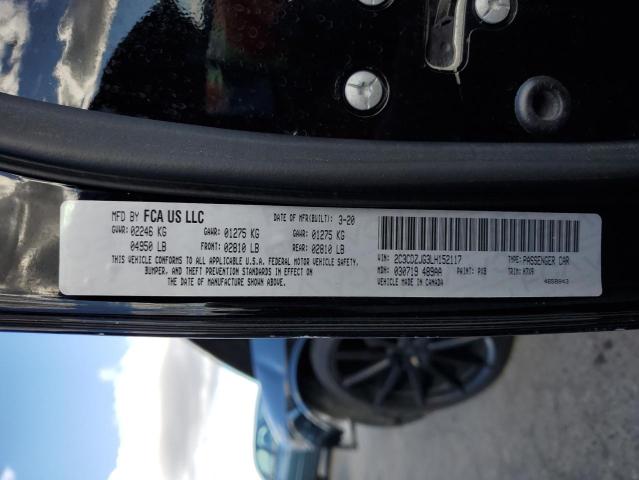 MFD BY FCA US LLC DATE OF MFR(BUILT): 3-20
GVWR: 02246 KG GAWR: 01275 KG GAWR: 01275 KG
04950 LB FRONT: 02810 LB REAR: 02810 LB
THIS VEHICLE CONFORMS TO ALL APPLICABLE U.S.A. FEDERAL MOTOR VEHICLE SAFETY,
BUMPER, AND THEFT PREVENTION STANDARDS IN EFFECT ON
THE DATE OF MANUFACTURE SHOWN ABOVE.
VIN: 2C3CDZJG3LH152117 TYPE: PASSENGER CAR
MDH: 030719 489AA PAINT: PX8 TRIM: H7X9
VEHICLE MADE IN CANADA 4658943